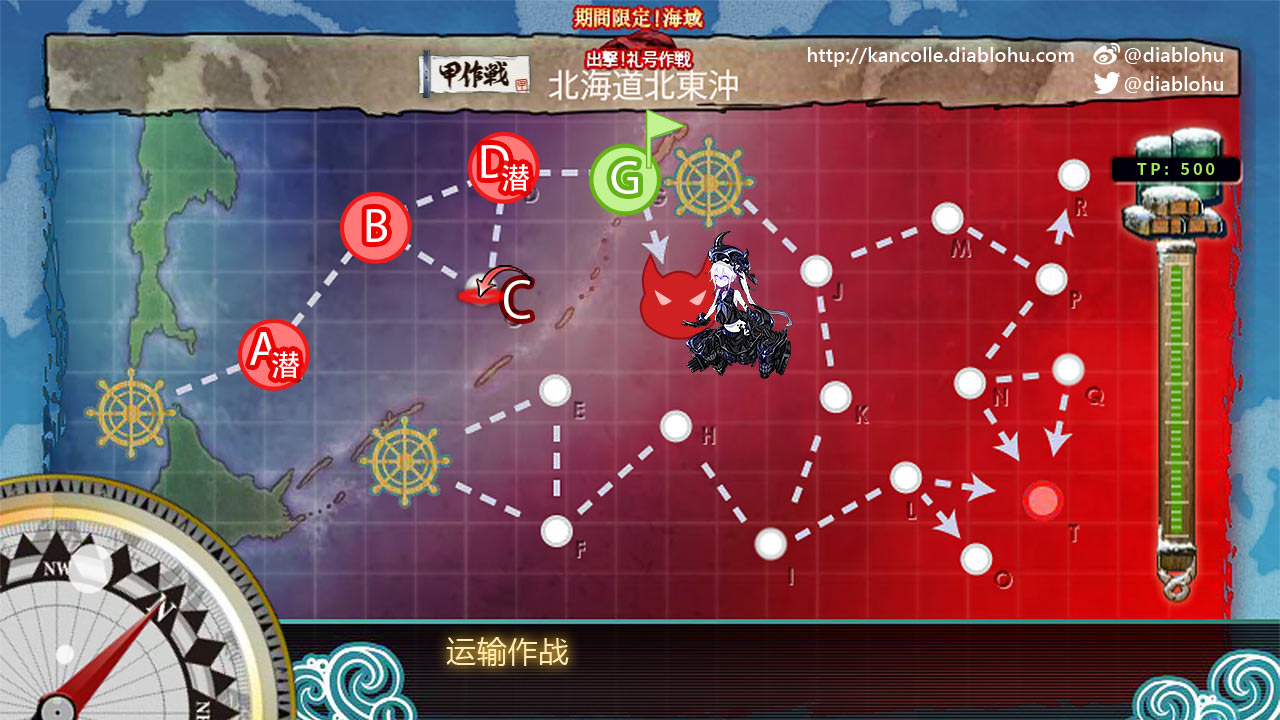 期間限定!海域
出撃!礼号作戦
甲作戦
甲
北海道北東沖
http://kancolle.diablohu.com
@diablohu
@diablohu
TP: 500
D潜
D
G
G
B
R
M
C
J
P
A潜
E
K
N
Q
H
L
F
T
I
O
NW
N
NE
运输作战